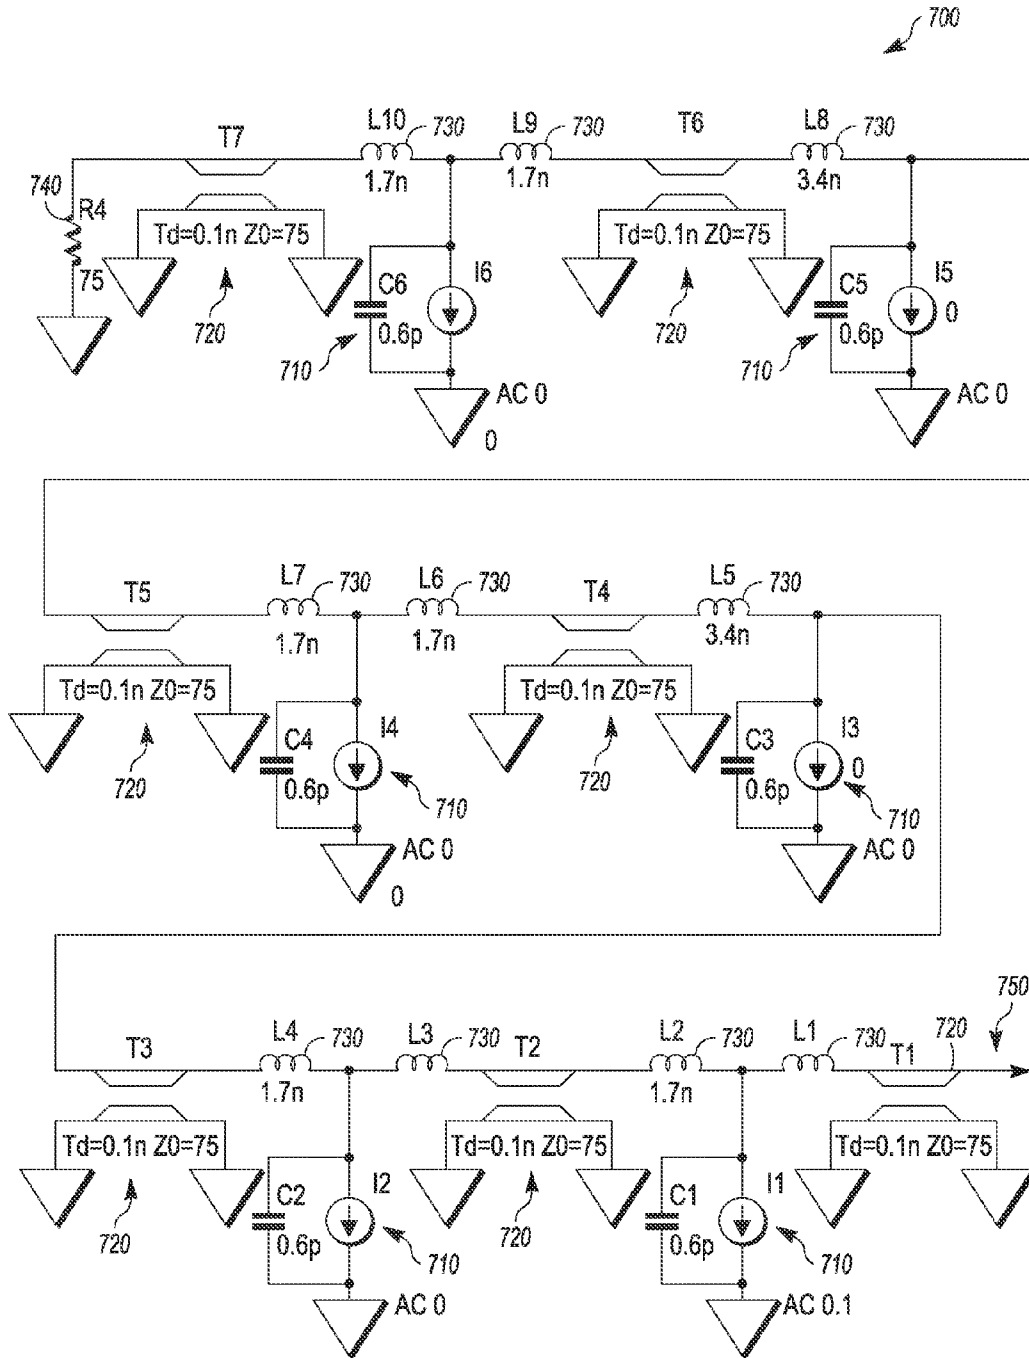 700
T7
L10
730
L9
730
T6
L8
730
1.7n
1.7n
3.4n
740
R4
75
Td=0.1n Z0=75
Td=0.1n Z0=75
720
720
C6
0.6p
I6
C5
0.6p
I5
0
710
710
AC 0
0
AC 0
T5
L7
730
L6
730
T4
L5
730
1.7n
1.7n
3.4n
Td=0.1n Z0=75
Td=0.1n Z0=75
720
720
C4
0.6p
I4
710
C3
0.6p
I3
0
710
AC 0
0
AC 0
750
T3
L4
730
L3
730
T2
L2
730
L1
730
T1
720
1.7n
1.7n
Td=0.1n Z0=75
Td=0.1n Z0=75
Td=0.1n Z0=75
720
720
C2
0.6p
I2
710
C1
0.6p
I1
710
AC 0
AC 0.1